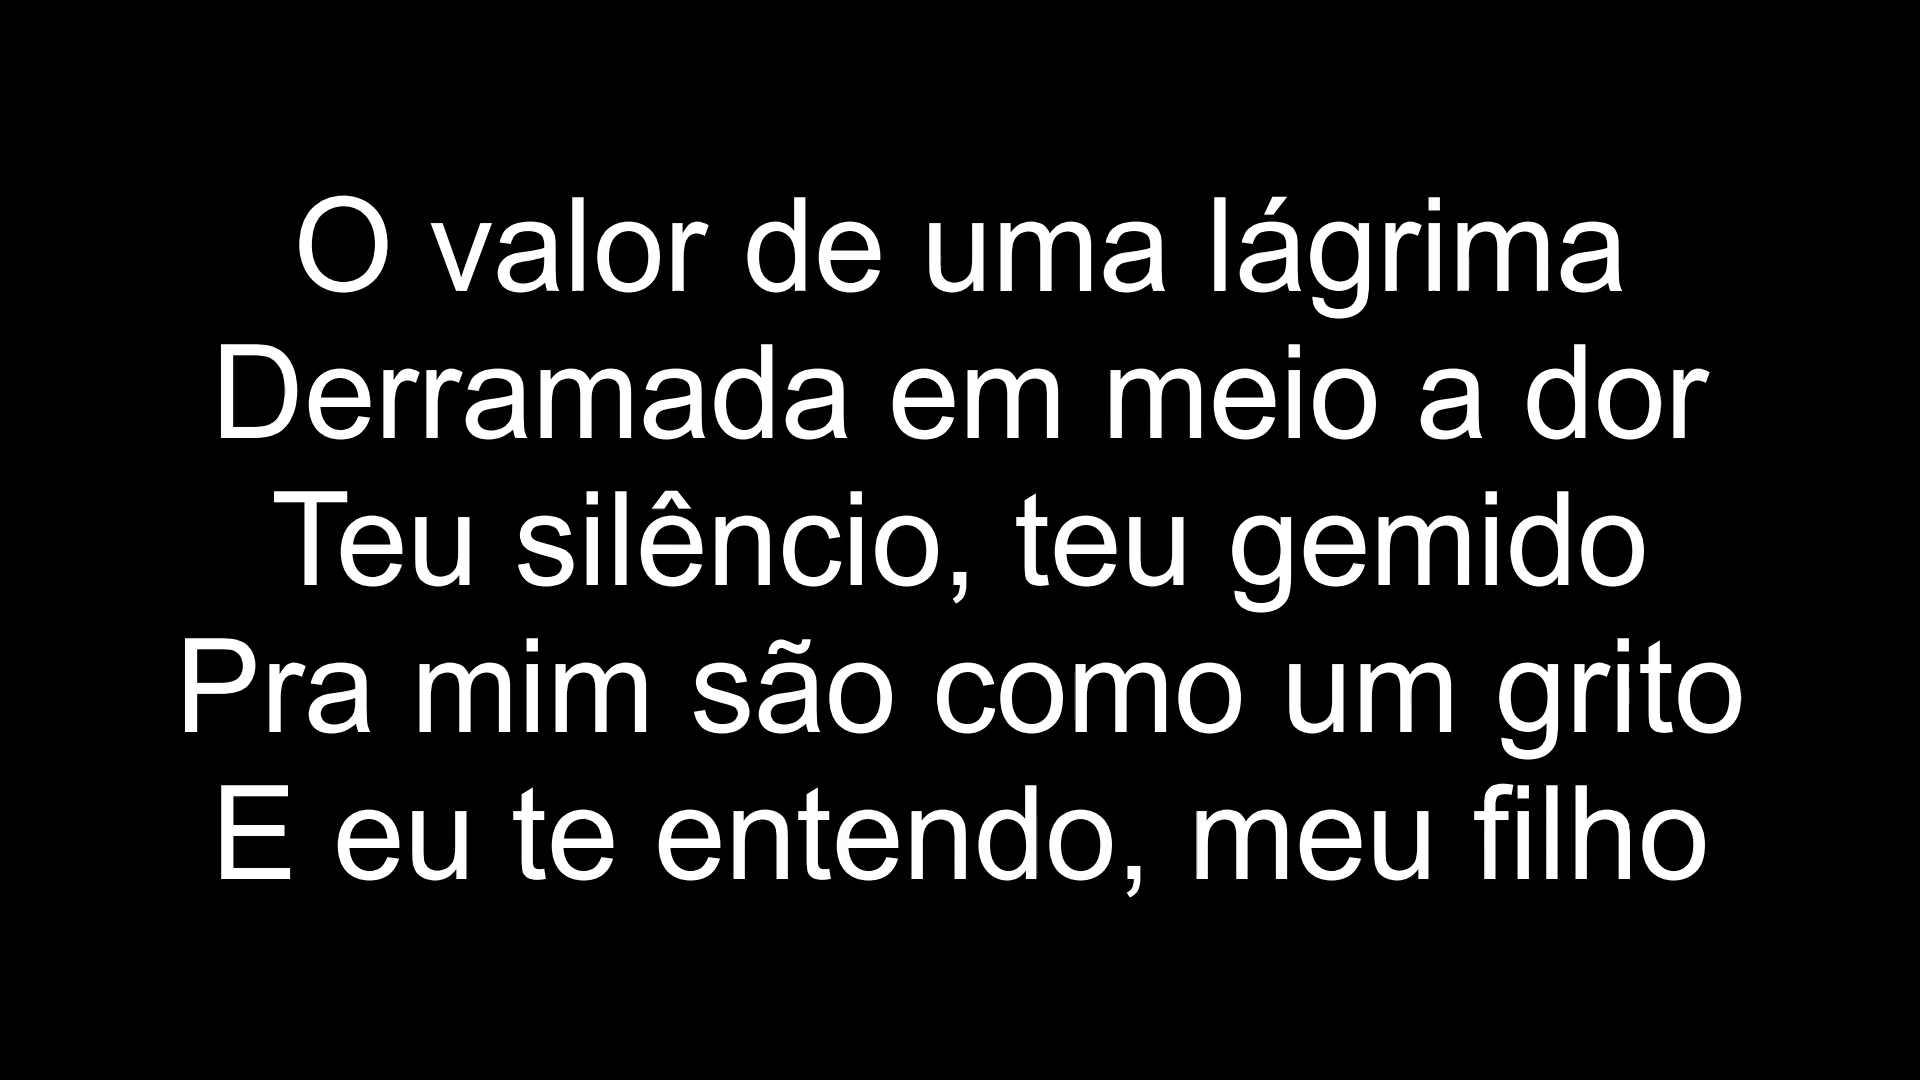 O valor de uma lágrima
Derramada em meio a dor
Teu silêncio, teu gemido
Pra mim são como um grito
E eu te entendo, meu filho